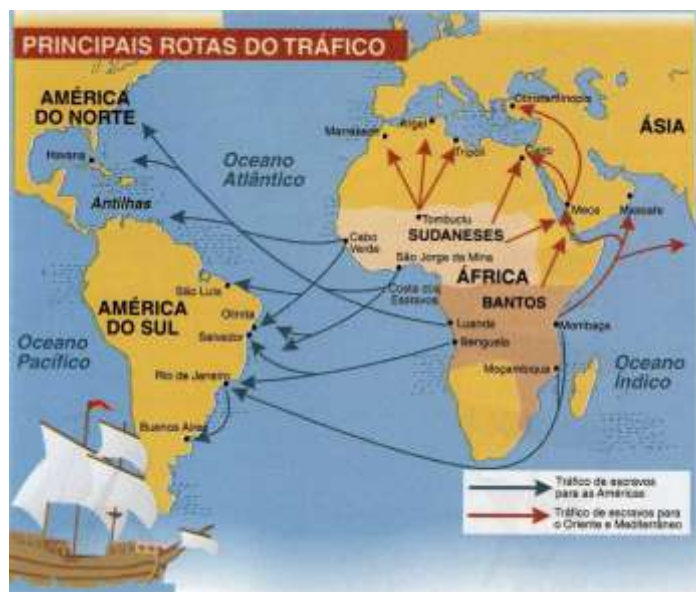 PRINCIPAIS ROTAS DO TRÁFICO
AMÉRICA
DO NORTE
Havana
Antilhas
Oceano
Atlântico
Marrakesh
Argel
Trípoli
Constantinopla
Cairo
ÁSIA
Meca
Mascate
Tombuctu
SUDANESES
Cabo
Verde
São Jorge da Mina
Costa dos
Escravos
ÁFRICA
BANTOS
São Luís
AMÉRICA
DO SUL
Olinda
Salvador
Luanda
Benguela
Mombaça
Oceano
Pacífico
Rio de Janeiro
Moçambique
Oceano
Índico
Buenos Aires
Tráfico de escravos
para as Américas
Tráfico de escravos para
o Oriente e Mediterrâneo